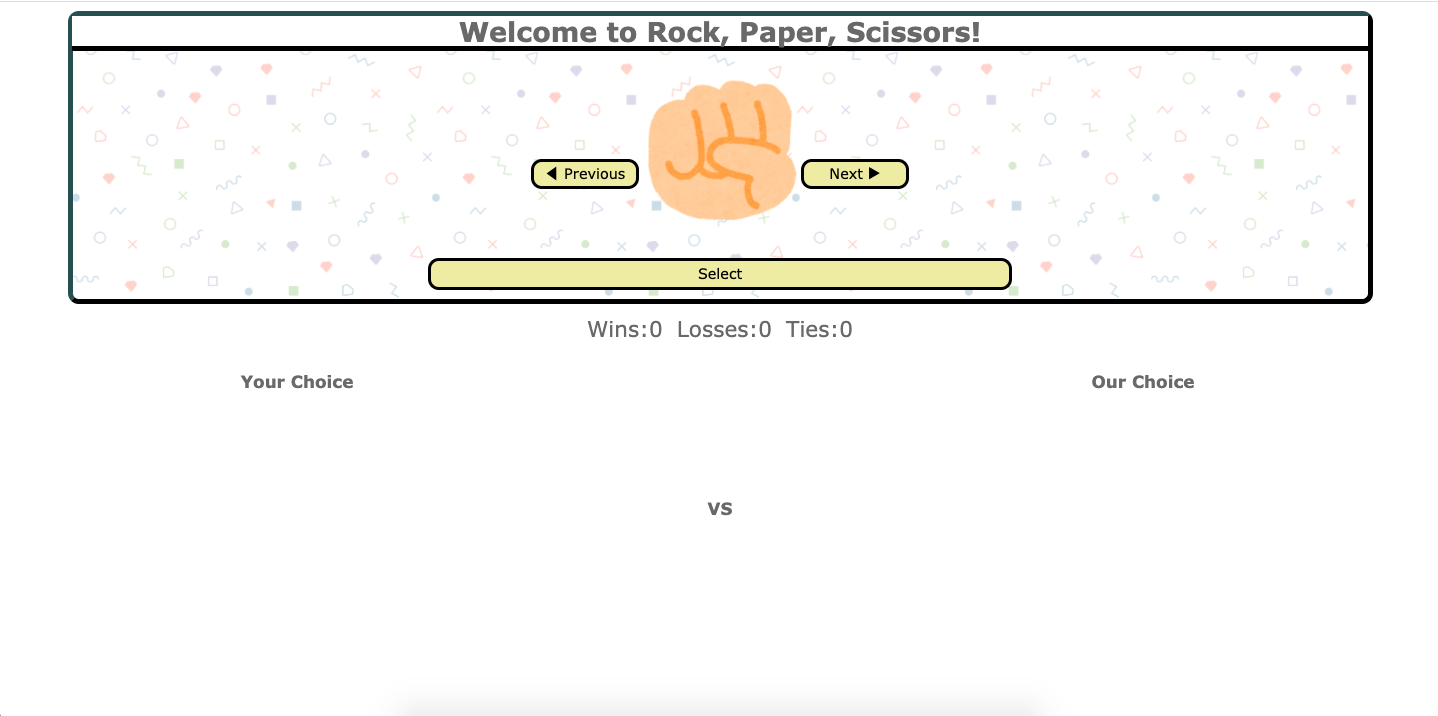 Welcome to Rock, Paper, Scissors!
◀ Previous
Next ▶
Select
Wins:0 Losses:0 Ties:0
Your Choice
Our Choice
vs